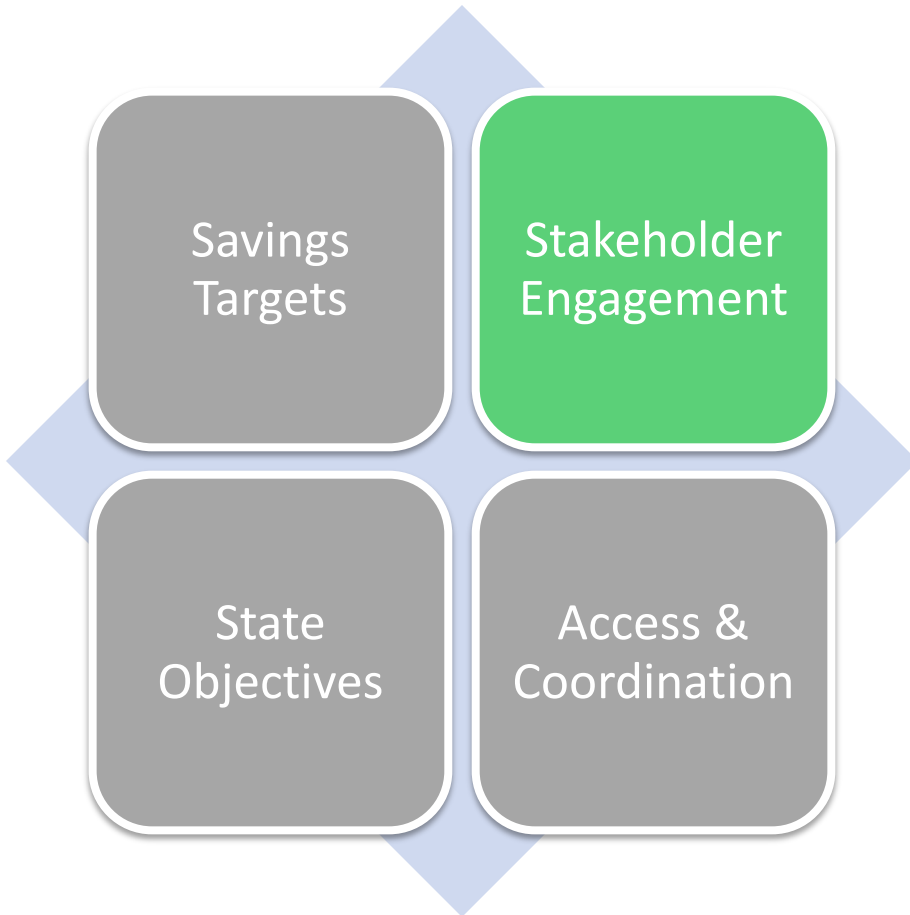 Savings
Targets
Stakeholder
Engagement
State
Objectives
Access &
Coordination